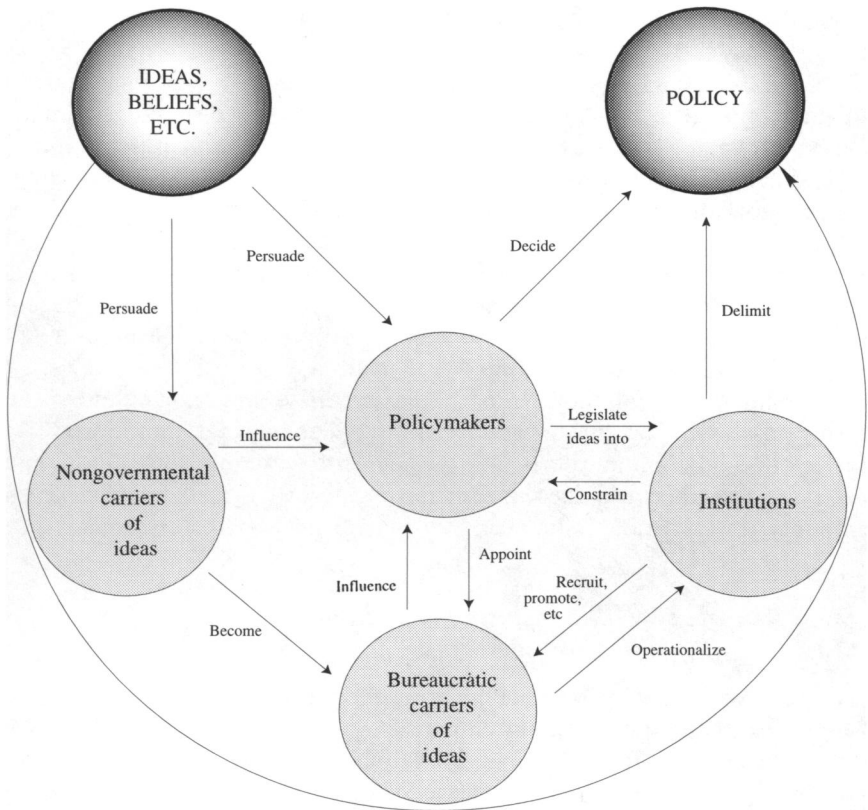 IDEAS,
BELIEFS,
ETC.
POLICY
Persuade
Decide
Persuade
Delimit
Policymakers
Legislate
ideas into
Influence
Nongovernmental
carriers
of
ideas
Constrain
Institutions
Influence
Appoint
Recruit,
promote,
etc
Become
Operationalize
Bureaucratic
carriers
of
ideas